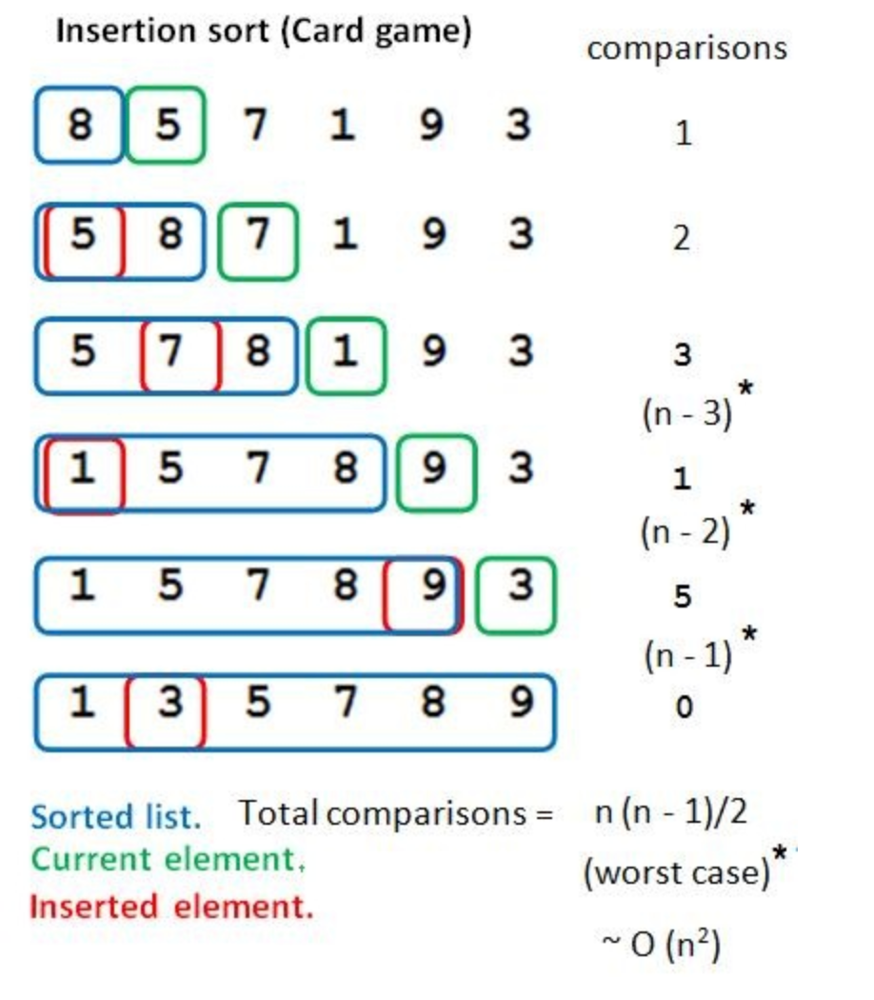 Insertion sort (Card game)
comparisons
8 5 7 1 9 3 1
5 8 7 1 9 3 2
5 7 8 1 9 3 3
(n - 3) *
1 5 7 8 9 3 1
(n - 2) *
1 5 7 8 9 3 5
(n - 1) *
1 3 5 7 8 9 0
Sorted list. Total comparisons = n (n - 1)/2
Current element.
(worst case) *
Inserted element.
~ O (n²)